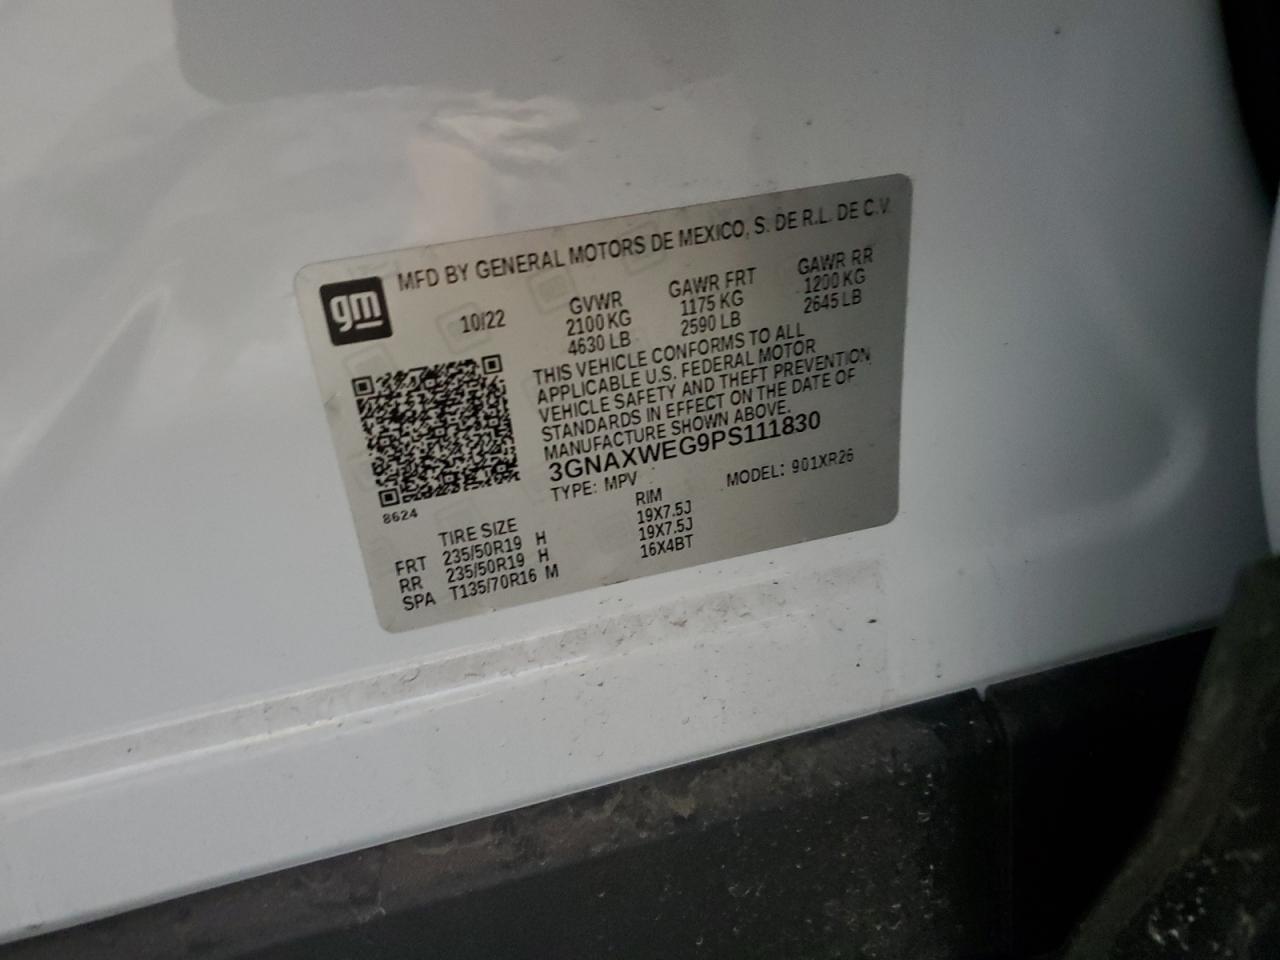 gm
MFD BY GENERAL MOTORS DE MEXICO, S. DE R.L. DE C.V.
10/22
GVWR GAWR FRT GAWR RR
2100 KG 1175 KG 1200 KG
4630 LB 2590 LB 2645 LB
THIS VEHICLE CONFORMS TO ALL
APPLICABLE U.S. FEDERAL MOTOR
VEHICLE SAFETY AND THEFT PREVENTION
STANDARDS IN EFFECT ON THE DATE OF
MANUFACTURE SHOWN ABOVE.
3GNAXWEG9PS111830
TYPE: MPV MODEL: 901XR26
8624
TIRE SIZE RIM
FRT 235/50R19 H 19X7.5J
RR 235/50R19 H 19X7.5J
SPA T135/70R16 M 16X4BT